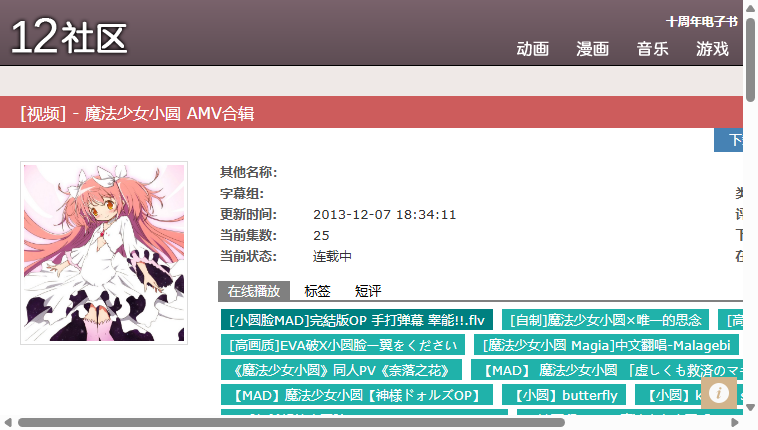 十周年电子书
12社区
动画 漫画 音乐 游戏
[视频] - 魔法少女小圆 AMV合辑
其他名称：
字幕组：
更新时间： 2013-12-07 18:34:11
当前集数： 25
当前状态： 连载中
在线播放 标签 短评
[小圆脸MAD]完結版OP 手打弹幕 率能!!.flv [自制]魔法少女小圆×唯一的思念
[高画质]EVA破X小圆脸一翼をください [魔法少女小圆 Magia]中文翻唱-Malagebi
《魔法少女小圆》同人PV《奈落之花》 【MAD】 魔法少女小圆 「虚しくも救済のマ
【MAD】魔法少女小圆【神様ドォルズOP】 【小圆】butterfly 【小圆】k